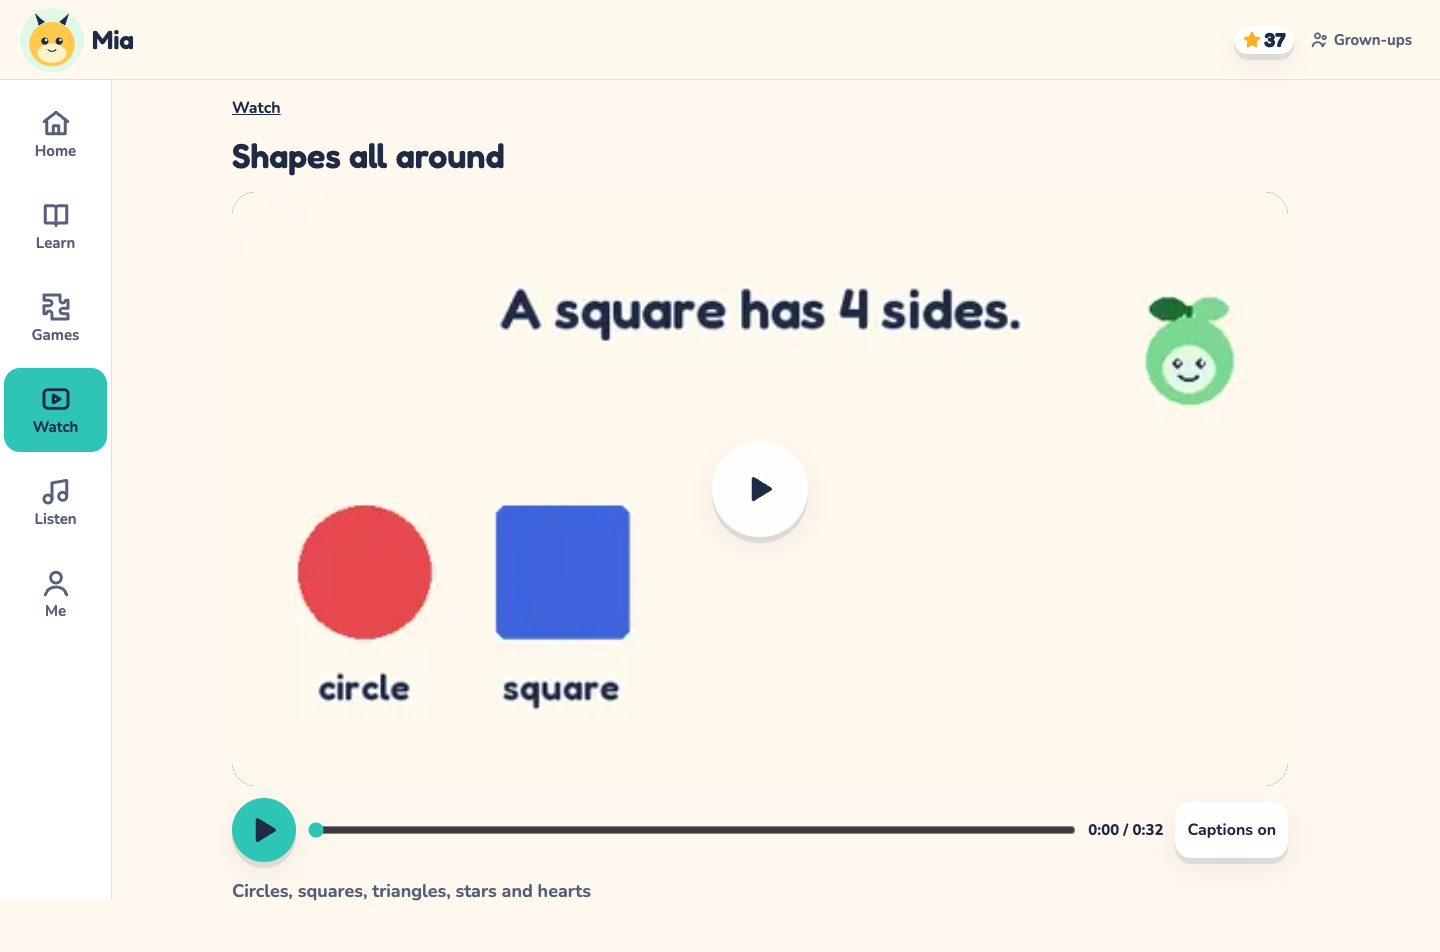 Mia
37
Grown-ups
Home
Learn
Games
Watch
Listen
Me
Watch
Shapes all around
A square has 4 sides.
circle
square
0:00 / 0:32
Captions on
Circles, squares, triangles, stars and hearts